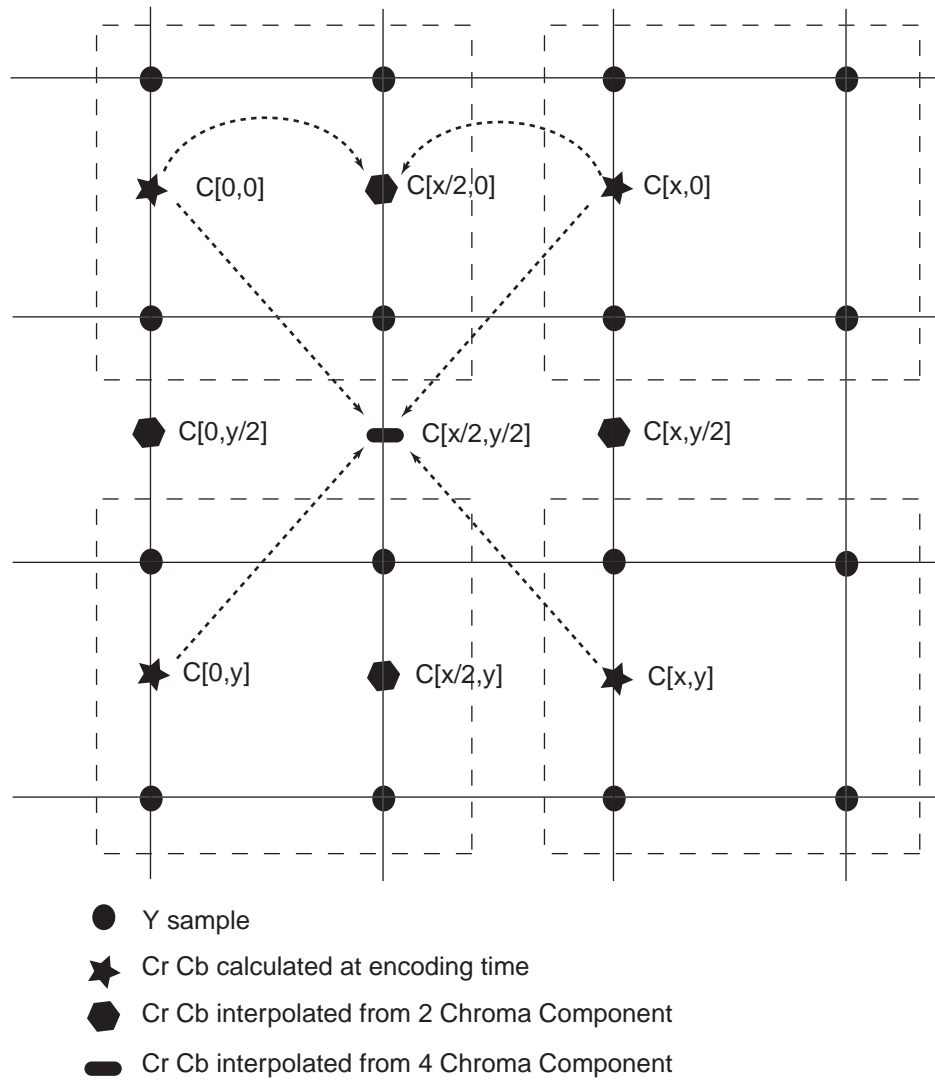 C[0,0]
C[x/2,0]
C[x,0]
C[0,y/2]
C[x/2,y/2]
C[x,y/2]
C[0,y]
C[x/2,y]
C[x,y]
Y sample
Cr Cb calculated at encoding time
Cr Cb interpolated from 2 Chroma Component
Cr Cb interpolated from 4 Chroma Component